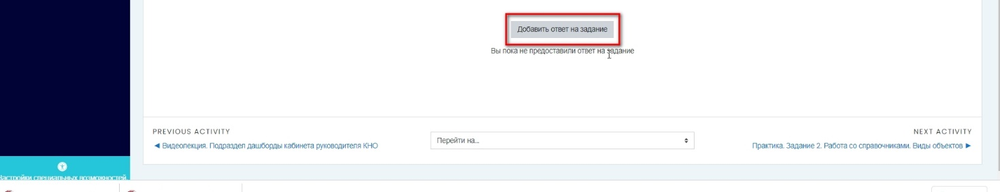 Добавить ответ на задание
Вы пока не предоставили ответ на задание
PREVIOUS ACTIVITY
◄ Видеолекция. Подраздел дашборды кабинета руководителя КНО
Перейти на...
NEXT ACTIVITY
Практика. Задание 2. Работа со справочниками. Виды объектов ►
Настройки специальных возможностей